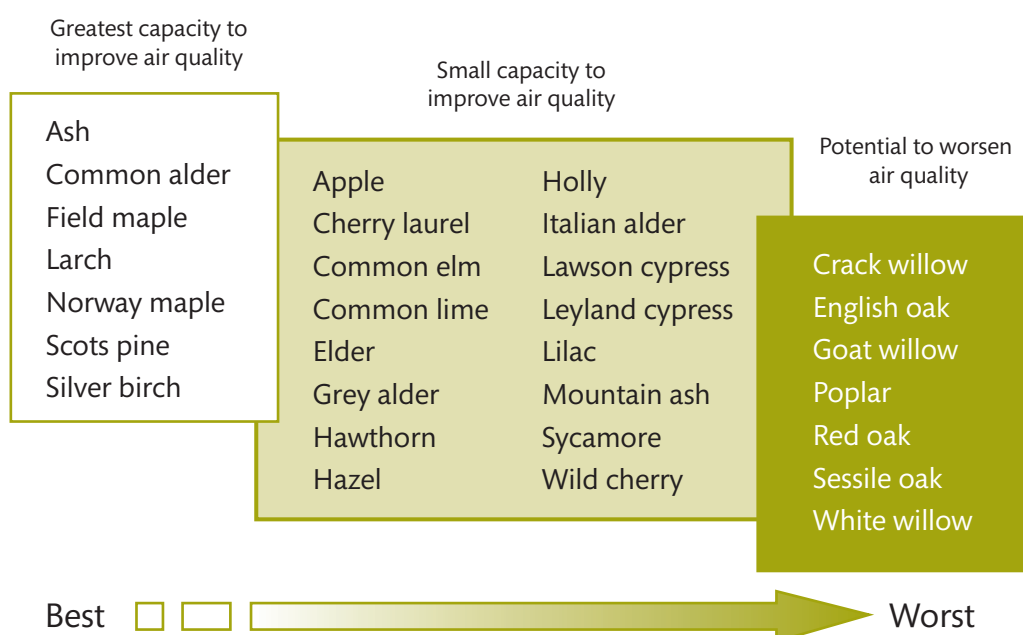 Greatest capacity to
improve air quality
Ash
Common alder
Field maple
Larch
Norway maple
Scots pine
Silver birch
Small capacity to
improve air quality
Apple
Cherry laurel
Common elm
Common lime
Elder
Grey alder
Hawthorn
Hazel
Holly
Italian alder
Lawson cypress
Leyland cypress
Lilac
Mountain ash
Sycamore
Wild cherry
Potential to worsen
air quality
Crack willow
English oak
Goat willow
Poplar
Red oak
Sessile oak
White willow
Best
Worst